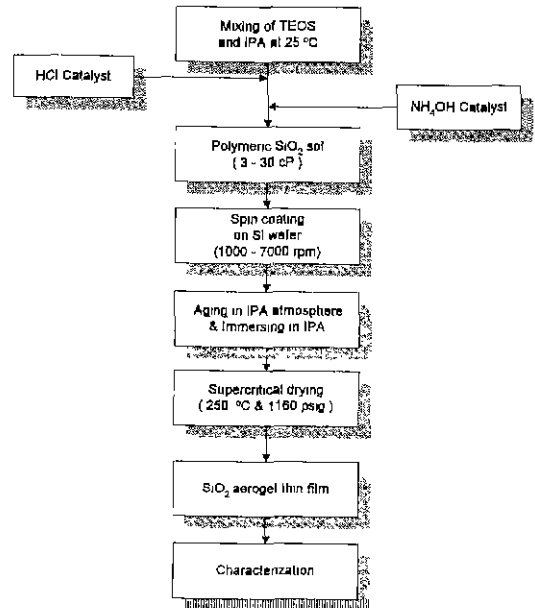 Mixing of TEOS
and IPA at 25 °C
HCl Catalyst
NH₄OH Catalyst
Polymeric SiO₂ sol
( 3 - 30 cP )
Spin coating
on Si wafer
(1000 - 7000 rpm)
Aging in IPA atmosphere
& Immersing in IPA
Supercritical drying
( 250 °C & 1160 psig )
SiO₂ aerogel thin film
Characterization